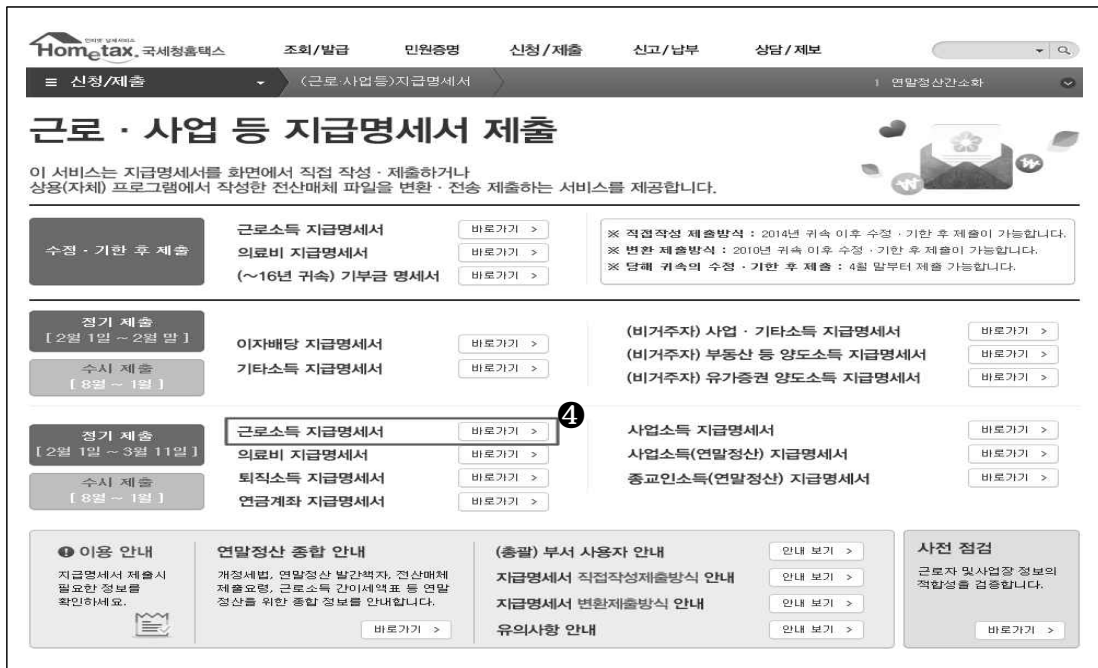 Hometax. 국세청홈택스 조회/발급 민원증명 신청/제출 신고/납부 상담/제보
≡ 신청/제출 (근로·사업등)지급명세서 1 연말정산간소화
근로 · 사업 등 지급명세서 제출
이 서비스는 지급명세서를 화면에서 직접 작성 · 제출하거나
상용(자체) 프로그램에서 작성한 전산매체 파일을 변환 · 전송 제출하는 서비스를 제공합니다.
수정 · 기한 후 제출
근로소득 지급명세서 바로가기 >
의료비 지급명세서 바로가기 >
(~16년 귀속) 기부금 명세서 바로가기 >
※ 직접작성 제출방식 : 2014년 귀속 이후 수정 · 기한 후 제출이 가능합니다.
※ 변환 제출방식 : 2010년 귀속 이후 수정 · 기한 후 제출이 가능합니다.
※ 당해 귀속의 수정 · 기한 후 제출 : 4월 말부터 제출 가능합니다.
정기 제출
[ 2월 1일 ~ 2월 말 ]
수시 제출
[ 8월 ~ 1월 ]
이자배당 지급명세서 바로가기 >
기타소득 지급명세서 바로가기 >
(비거주자) 사업 · 기타소득 지급명세서 바로가기 >
(비거주자) 부동산 등 양도소득 지급명세서 바로가기 >
(비거주자) 유가증권 양도소득 지급명세서 바로가기 >
정기 제출
[ 2월 1일 ~ 3월 11일 ]
수시 제출
[ 8월 ~ 1월 ]
근로소득 지급명세서 바로가기 > ❹
의료비 지급명세서 바로가기 >
퇴직소득 지급명세서 바로가기 >
연금계좌 지급명세서 바로가기 >
사업소득 지급명세서 바로가기 >
사업소득(연말정산) 지급명세서 바로가기 >
종교인소득(연말정산) 지급명세서 바로가기 >
이용 안내
지급명세서 제출시
필요한 정보를
확인하세요.
연말정산 종합 안내
개정세법, 연말정산 발간책자, 전산매체
제출요령, 근로소득 간이세액표 등 연말
정산을 위한 종합 정보를 안내합니다.
바로가기 >
(총괄) 부서 사용자 안내 안내 보기 >
지급명세서 직접작성제출방식 안내 안내 보기 >
지급명세서 변환제출방식 안내 안내 보기 >
유의사항 안내 안내 보기 >
사전 점검
근로자 및사업장 정보의
적합성을 검증합니다.
바로가기 >